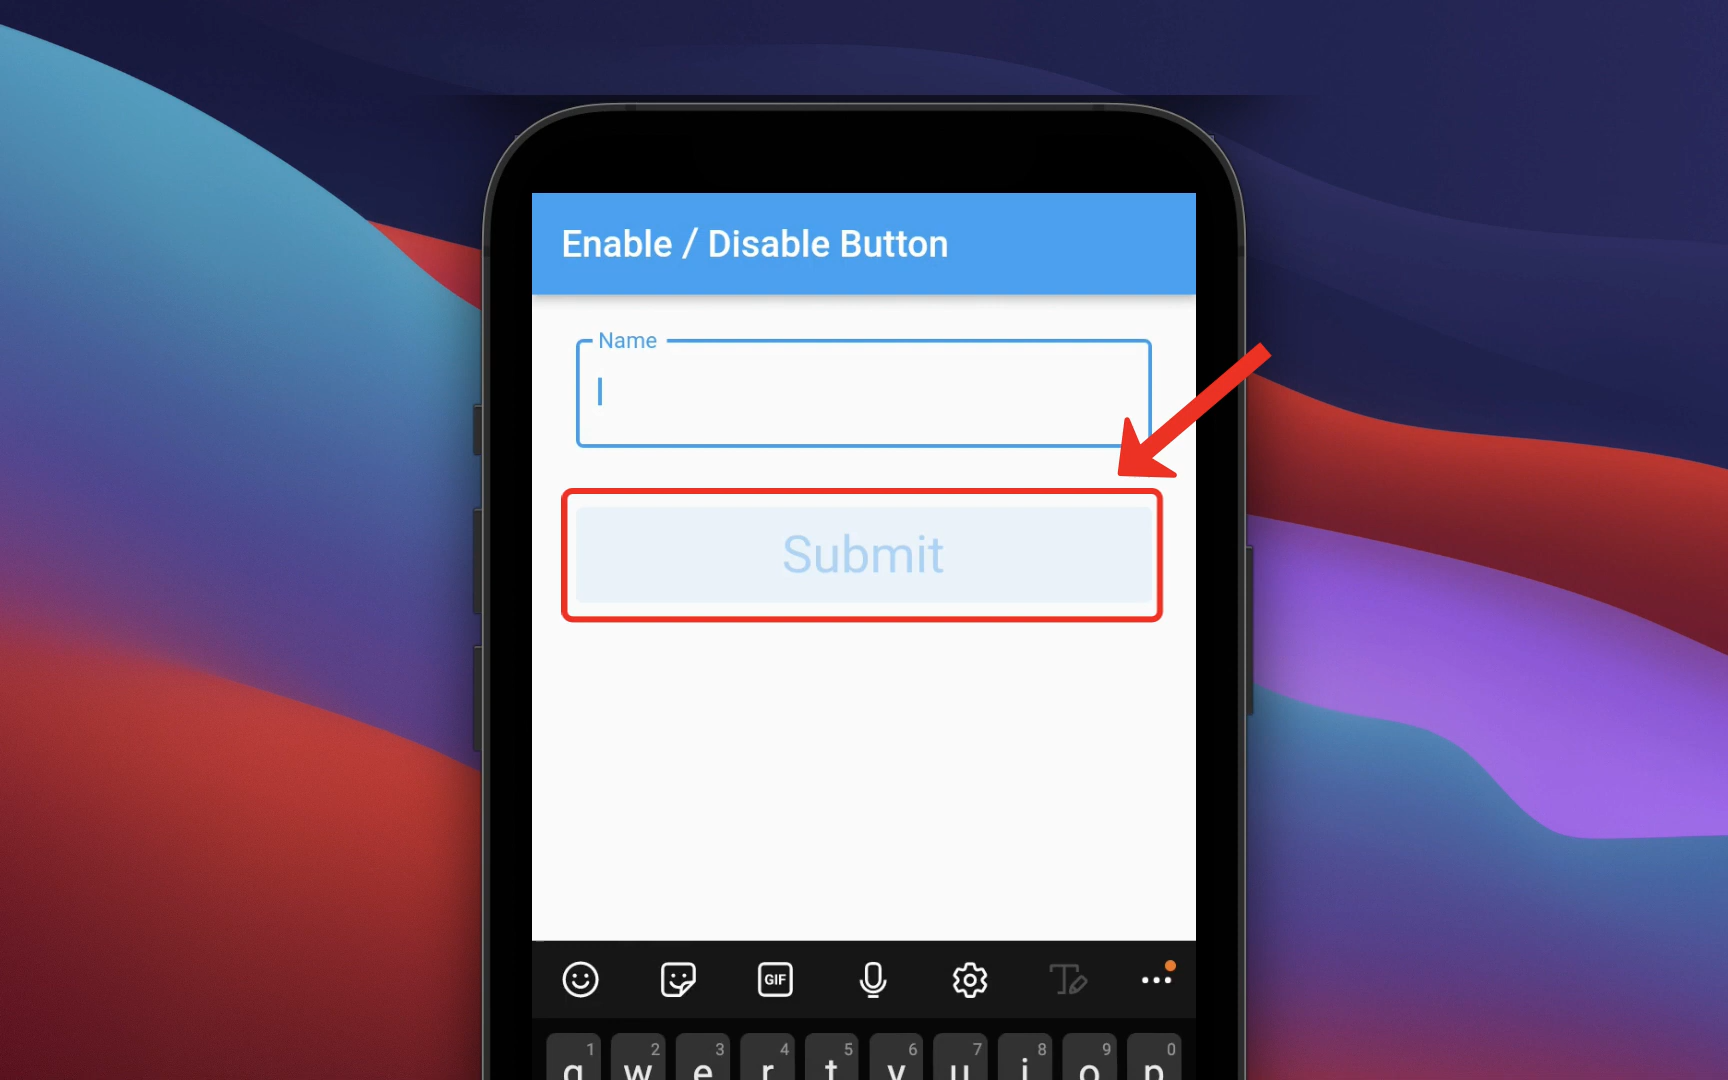 Enable / Disable Button
Name
Submit
GIF
1 2 3 4 5 6 7 8 9 0
q w e r t y u i o p